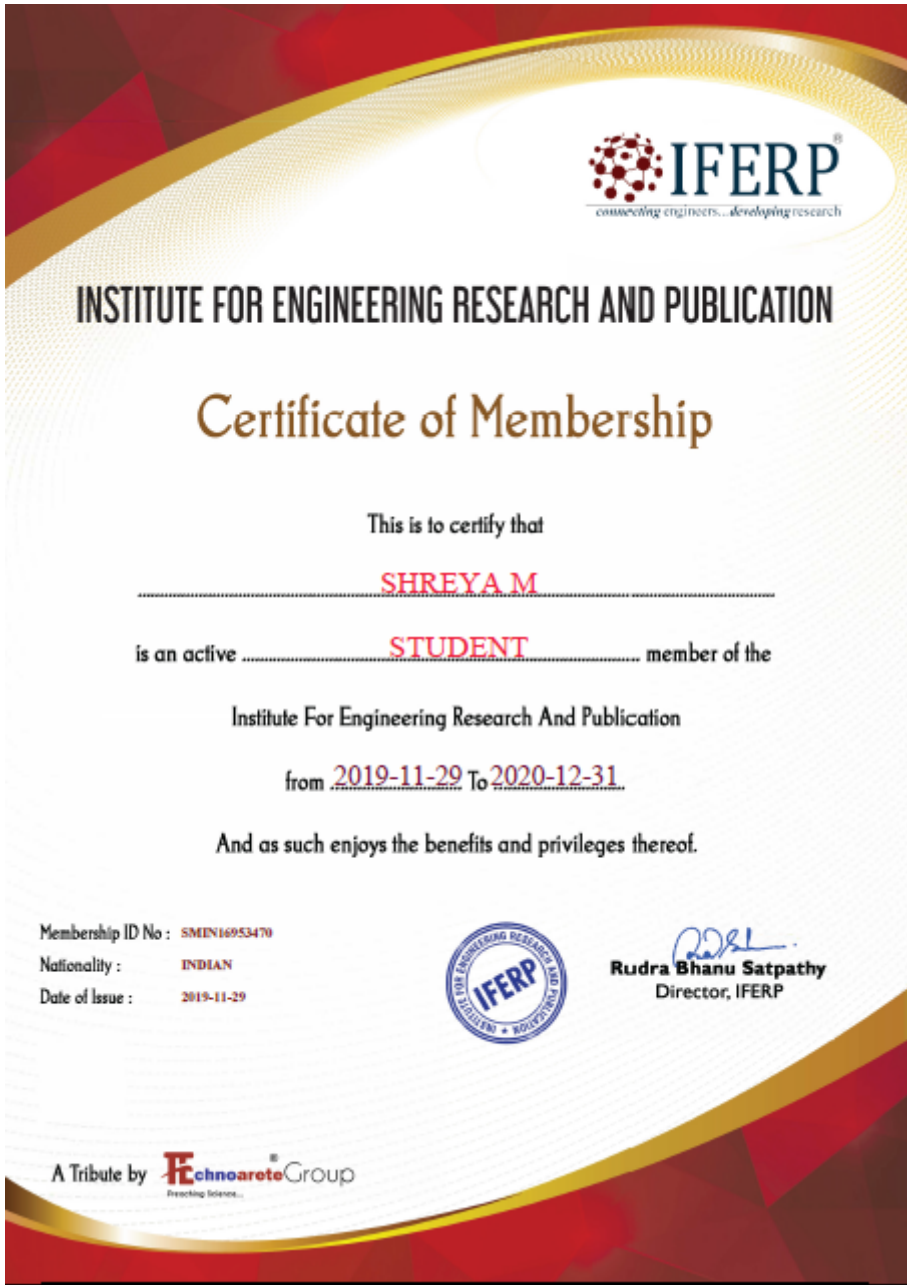 IFERP®
connecting engineers...developing research
INSTITUTE FOR ENGINEERING RESEARCH AND PUBLICATION
Certificate of Membership
This is to certify that
SHREYA M
is an active STUDENT member of the
Institute For Engineering Research And Publication
from 2019-11-29 To 2020-12-31
And as such enjoys the benefits and privileges thereof.
Membership ID No : SMIN16953470
Nationality : INDIAN
Date of Issue : 2019-11-29
INSTITUTE FOR ENGINEERING RESEARCH AND PUBLICATION
IFERP
Rudra Bhanu Satpathy
Director, IFERP
A Tribute by TEchnoarete Group®
Preaching Science...